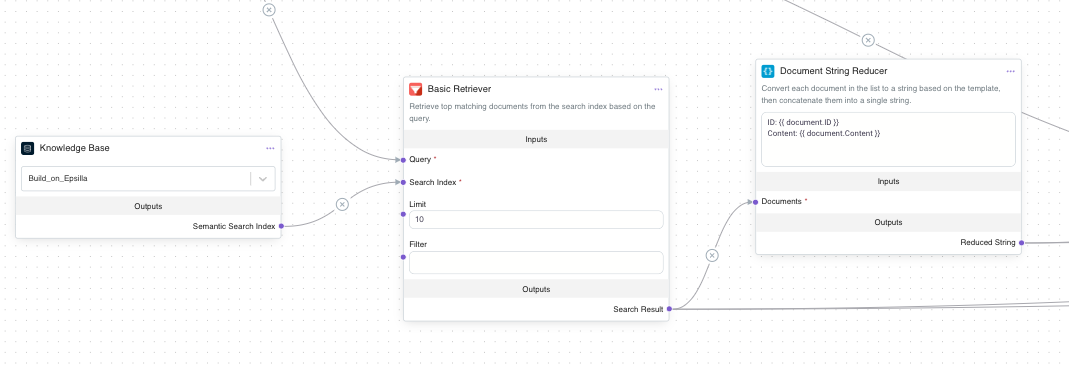 Knowledge Base
Build_on_Epsilla
Outputs
Semantic Search Index
Basic Retriever
Retrieve top matching documents from the search index based on the
query.
Inputs
Query *
Search Index *
Limit
10
Filter
Outputs
Search Result
Document String Reducer
Convert each document in the list to a string based on the template,
then concatenate them into a single string.
ID: {{ document.ID }}
Content: {{ document.Content }}
Inputs
Documents *
Outputs
Reduced String